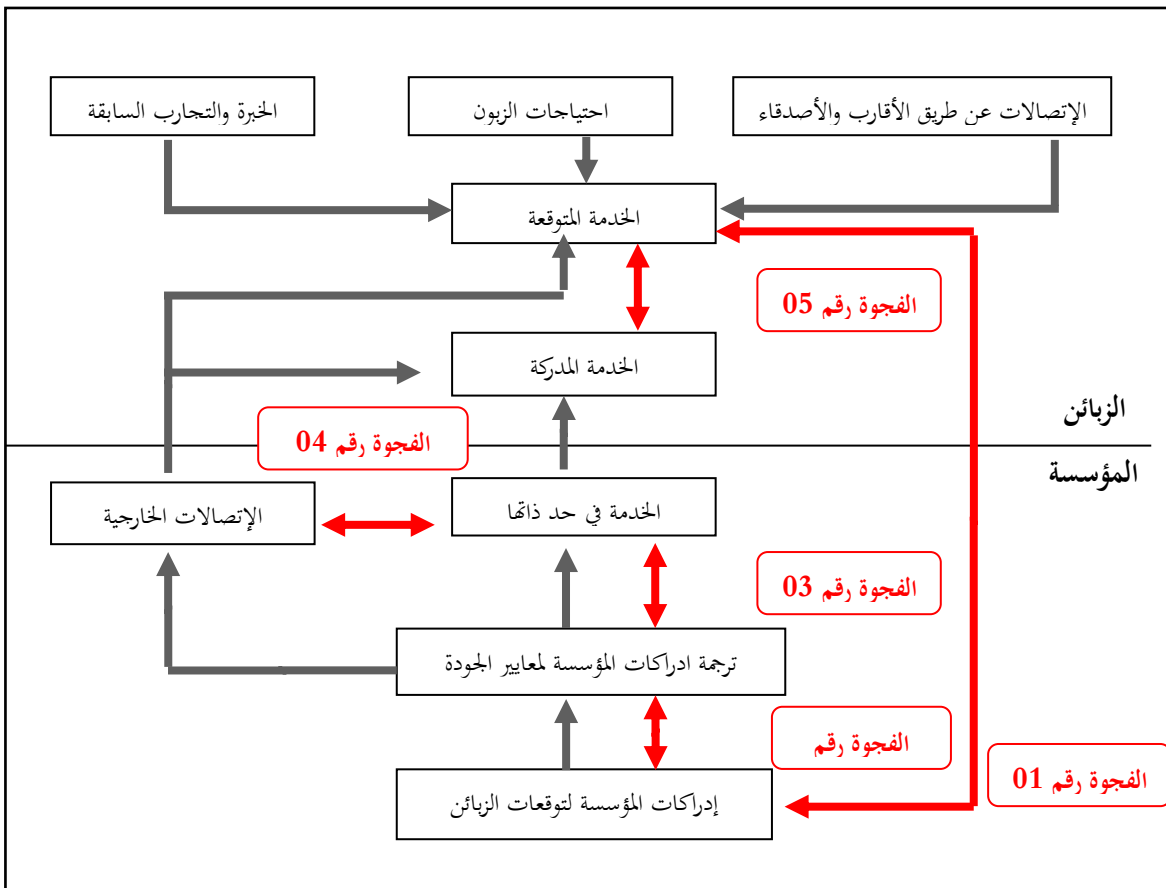 الإتصالات عن طريق الأقارب والأصدقاء
احتياجات الزبون
الخبرة والتجارب السابقة
الخدمة المتوقعة
الفجوة رقم 05
الخدمة المدركة
الزبائن
الفجوة رقم 04
المؤسسة
الخدمة في حد ذاتها
الإتصالات الخارجية
الفجوة رقم 03
ترجمة ادراكات المؤسسة لمعايير الجودة
الفجوة رقم
الفجوة رقم 01
إدراكات المؤسسة لتوقعات الزبائن